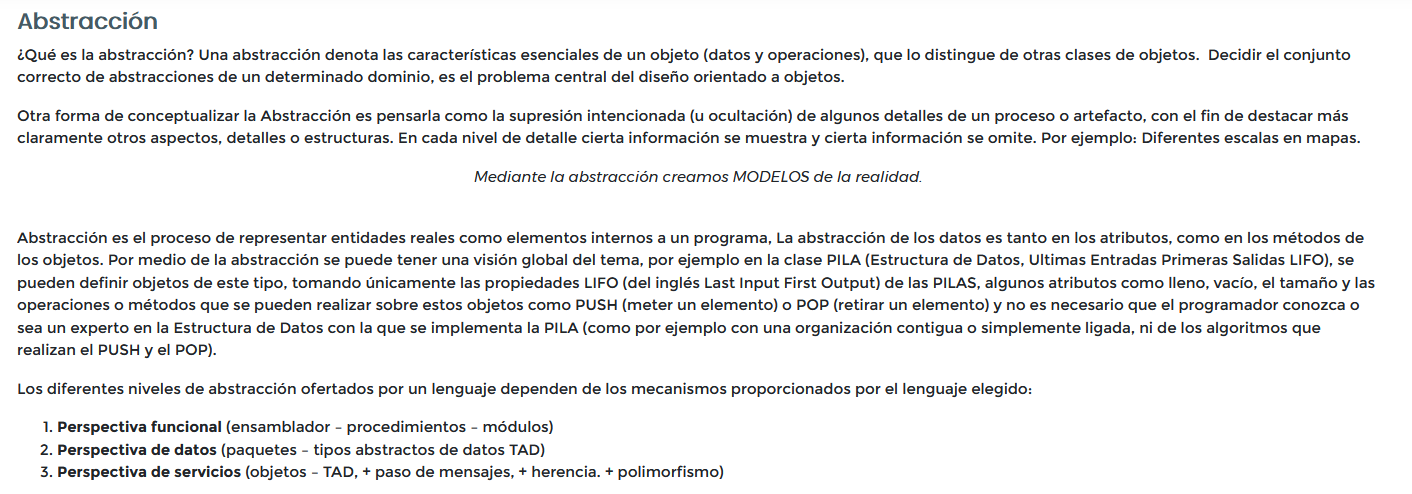 Abstracción
¿Qué es la abstracción? Una abstracción denota las características esenciales de un objeto (datos y operaciones), que lo distingue de otras clases de objetos.  Decidir el conjunto
correcto de abstracciones de un determinado dominio, es el problema central del diseño orientado a objetos.
Otra forma de conceptualizar la Abstracción es pensarla como la supresión intencionada (u ocultación) de algunos detalles de un proceso o artefacto, con el fin de destacar más
claramente otros aspectos, detalles o estructuras. En cada nivel de detalle cierta información se muestra y cierta información se omite. Por ejemplo: Diferentes escalas en mapas.
Mediante la abstracción creamos MODELOS de la realidad.
Abstracción es el proceso de representar entidades reales como elementos internos a un programa, La abstracción de los datos es tanto en los atributos, como en los métodos de
los objetos. Por medio de la abstracción se puede tener una visión global del tema, por ejemplo en la clase PILA (Estructura de Datos, Ultimas Entradas Primeras Salidas LIFO), se
pueden definir objetos de este tipo, tomando únicamente las propiedades LIFO (del inglés Last Input First Output) de las PILAS, algunos atributos como lleno, vacío, el tamaño y las
operaciones o métodos que se pueden realizar sobre estos objetos como PUSH (meter un elemento) o POP (retirar un elemento) y no es necesario que el programador conozca o
sea un experto en la Estructura de Datos con la que se implementa la PILA (como por ejemplo con una organización contigua o simplemente ligada, ni de los algoritmos que
realizan el PUSH y el POP).
Los diferentes niveles de abstracción ofertados por un lenguaje dependen de los mecanismos proporcionados por el lenguaje elegido:
1. Perspectiva funcional (ensamblador – procedimientos – módulos)
2. Perspectiva de datos (paquetes – tipos abstractos de datos TAD)
3. Perspectiva de servicios (objetos – TAD, + paso de mensajes, + herencia. + polimorfismo)